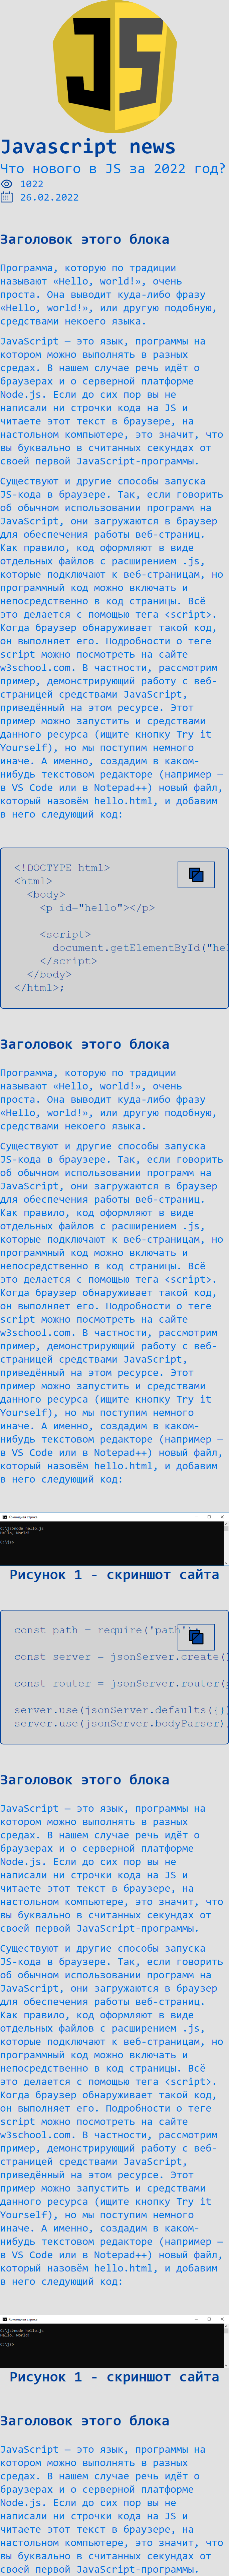 JS
Javascript news
Что нового в JS за 2022 год?
1022
26.02.2022
Заголовок этого блока
Программа, которую по традиции
называют «Hello, world!», очень
проста. Она выводит куда-либо фразу
«Hello, world!», или другую подобную,
средствами некоего языка.
JavaScript — это язык, программы на
котором можно выполнять в разных
средах. В нашем случае речь идёт о
браузерах и о серверной платформе
Node.js. Если до сих пор вы не
написали ни строчки кода на JS и
читаете этот текст в браузере, на
настольном компьютере, это значит, что
вы буквально в считанных секундах от
своей первой JavaScript-программы.
Существуют и другие способы запуска
JS-кода в браузере. Так, если говорить
об обычном использовании программ на
JavaScript, они загружаются в браузер
для обеспечения работы веб-страниц.
Как правило, код оформляют в виде
отдельных файлов с расширением .js,
которые подключают к веб-страницам, но
программный код можно включать и
непосредственно в код страницы. Всё
это делается с помощью тега <script>.
Когда браузер обнаруживает такой код,
он выполняет его. Подробности о теге
script можно посмотреть на сайте
w3school.com. В частности, рассмотрим
пример, демонстрирующий работу с веб-
страницей средствами JavaScript,
приведённый на этом ресурсе. Этот
пример можно запустить и средствами
данного ресурса (ищите кнопку Try it
Yourself), но мы поступим немного
иначе. А именно, создадим в каком-
нибудь текстовом редакторе (например —
в VS Code или в Notepad++) новый файл,
который назовём hello.html, и добавим
в него следующий код:
<!DOCTYPE html>
<html>
<body>
<p id="hello"></p>
<script>
document.getElementById("hel
</script>
</body>
</html>;
Заголовок этого блока
Программа, которую по традиции
называют «Hello, world!», очень
проста. Она выводит куда-либо фразу
«Hello, world!», или другую подобную,
средствами некоего языка.
Существуют и другие способы запуска
JS-кода в браузере. Так, если говорить
об обычном использовании программ на
JavaScript, они загружаются в браузер
для обеспечения работы веб-страниц.
Как правило, код оформляют в виде
отдельных файлов с расширением .js,
которые подключают к веб-страницам, но
программный код можно включать и
непосредственно в код страницы. Всё
это делается с помощью тега <script>.
Когда браузер обнаруживает такой код,
он выполняет его. Подробности о теге
script можно посмотреть на сайте
w3school.com. В частности, рассмотрим
пример, демонстрирующий работу с веб-
страницей средствами JavaScript,
приведённый на этом ресурсе. Этот
пример можно запустить и средствами
данного ресурса (ищите кнопку Try it
Yourself), но мы поступим немного
иначе. А именно, создадим в каком-
нибудь текстовом редакторе (например —
в VS Code или в Notepad++) новый файл,
который назовём hello.html, и добавим
в него следующий код:
Командная строка
C:\js>node hello.js
Hello, World!
C:\js>
Рисунок 1 - скриншот сайта
const path = require('path')
const server = jsonServer.create()
const router = jsonServer.router(p
server.use(jsonServer.defaults({})
server.use(jsonServer.bodyParser)
Заголовок этого блока
JavaScript — это язык, программы на
котором можно выполнять в разных
средах. В нашем случае речь идёт о
браузерах и о серверной платформе
Node.js. Если до сих пор вы не
написали ни строчки кода на JS и
читаете этот текст в браузере, на
настольном компьютере, это значит, что
вы буквально в считанных секундах от
своей первой JavaScript-программы.
Существуют и другие способы запуска
JS-кода в браузере. Так, если говорить
об обычном использовании программ на
JavaScript, они загружаются в браузер
для обеспечения работы веб-страниц.
Как правило, код оформляют в виде
отдельных файлов с расширением .js,
которые подключают к веб-страницам, но
программный код можно включать и
непосредственно в код страницы. Всё
это делается с помощью тега <script>.
Когда браузер обнаруживает такой код,
он выполняет его. Подробности о теге
script можно посмотреть на сайте
w3school.com. В частности, рассмотрим
пример, демонстрирующий работу с веб-
страницей средствами JavaScript,
приведённый на этом ресурсе. Этот
пример можно запустить и средствами
данного ресурса (ищите кнопку Try it
Yourself), но мы поступим немного
иначе. А именно, создадим в каком-
нибудь текстовом редакторе (например —
в VS Code или в Notepad++) новый файл,
который назовём hello.html, и добавим
в него следующий код:
Командная строка
C:\js>node hello.js
Hello, World!
C:\js>
Рисунок 1 - скриншот сайта
Заголовок этого блока
JavaScript — это язык, программы на
котором можно выполнять в разных
средах. В нашем случае речь идёт о
браузерах и о серверной платформе
Node.js. Если до сих пор вы не
написали ни строчки кода на JS и
читаете этот текст в браузере, на
настольном компьютере, это значит, что
вы буквально в считанных секундах от
своей первой JavaScript-программы.